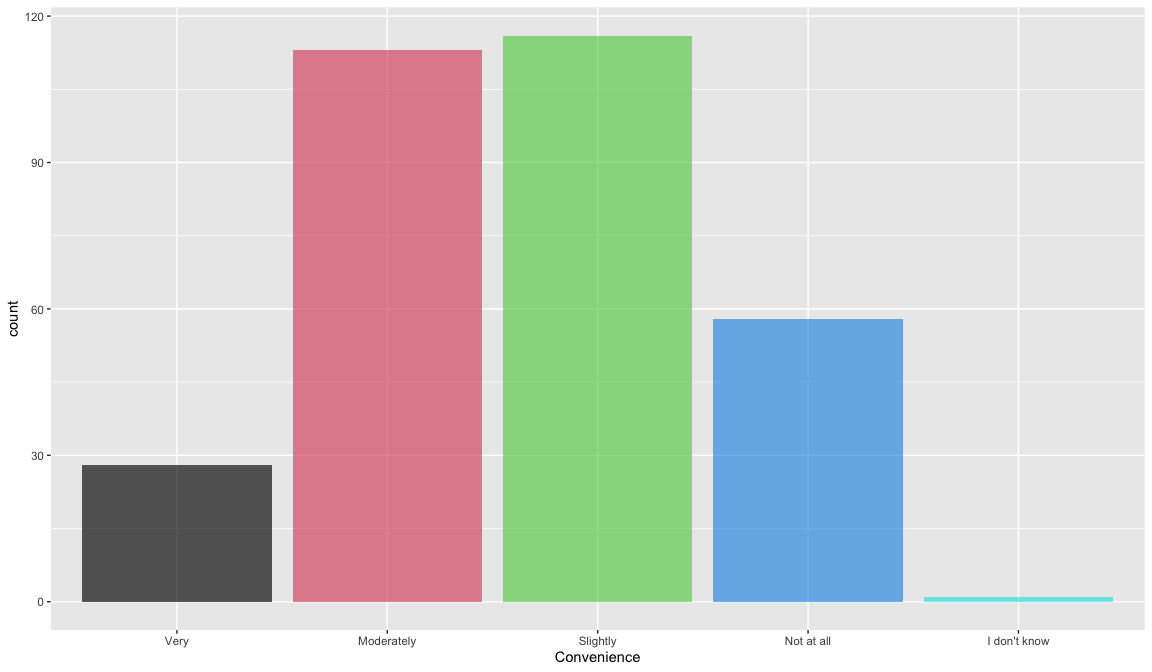 120
90
60
30
0
count
Very
Moderately
Slightly
Not at all
I don't know
Convenience